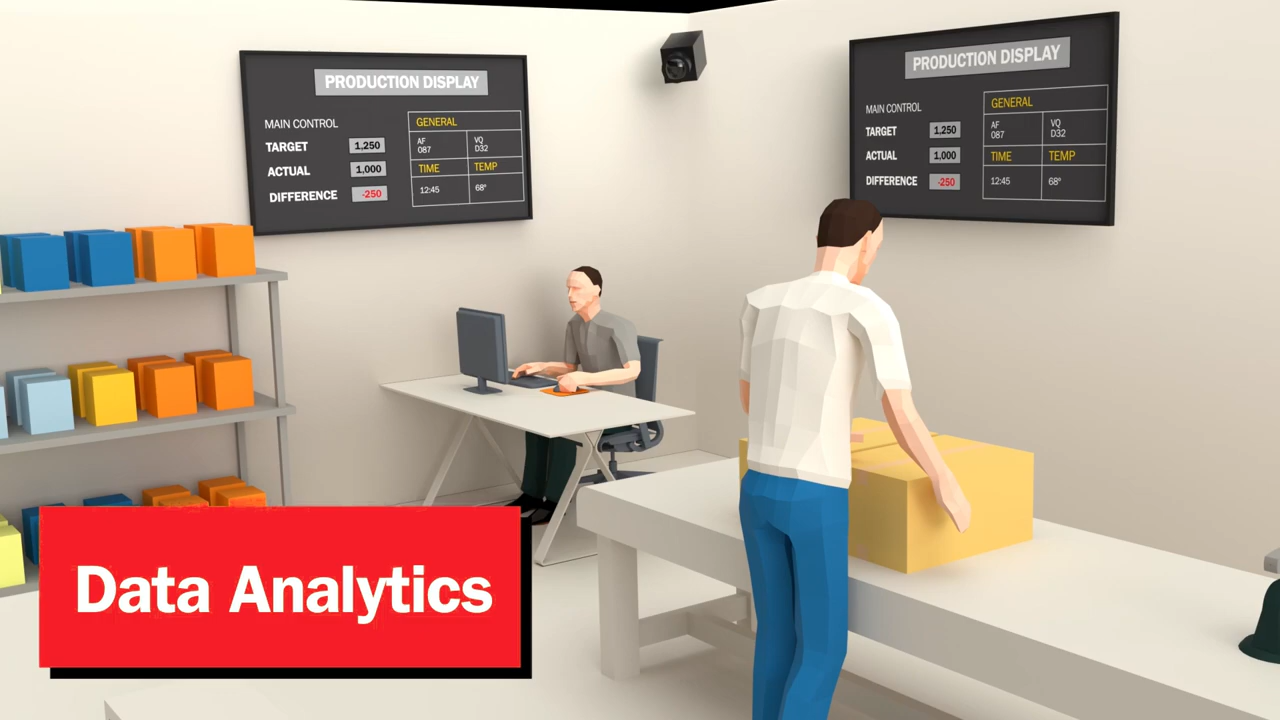 PRODUCTION DISPLAY
MAIN CONTROL
TARGET 1,250
ACTUAL 1,000
DIFFERENCE -250
GENERAL
AF 087
VQ D32
TIME TEMP
12:45 68°
PRODUCTION DISPLAY
MAIN CONTROL
TARGET 1,250
ACTUAL 1,000
DIFFERENCE -250
GENERAL
AF 087
VQ D32
TIME TEMP
12:45 68°
Data Analytics